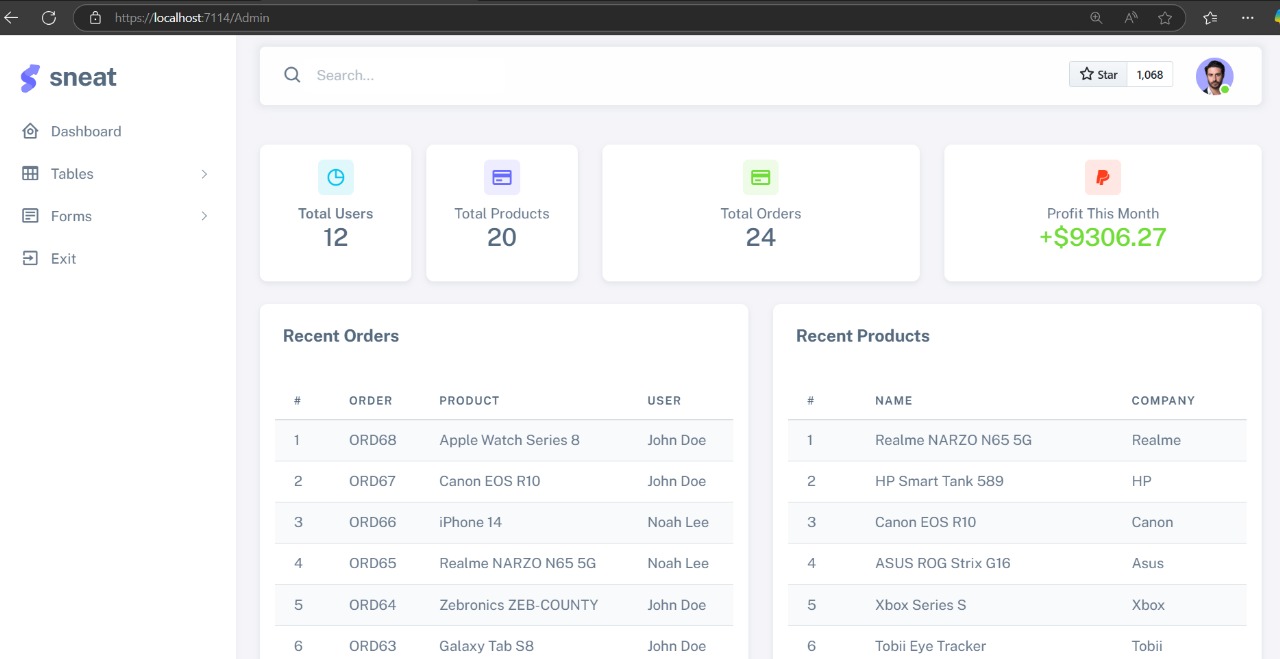 https://localhost:7114/Admin
sneat
Search...
Star 1,068
Dashboard
Tables
Forms
Exit
Total Users
12
Total Products
20
Total Orders
24
Profit This Month
+$9306.27
Recent Orders
# ORDER PRODUCT USER
1 ORD68 Apple Watch Series 8 John Doe
2 ORD67 Canon EOS R10 John Doe
3 ORD66 iPhone 14 Noah Lee
4 ORD65 Realme NARZO N65 5G Noah Lee
5 ORD64 Zebronics ZEB-COUNTY John Doe
6 ORD63 Galaxy Tab S8 John Doe
Recent Products
# NAME COMPANY
1 Realme NARZO N65 5G Realme
2 HP Smart Tank 589 HP
3 Canon EOS R10 Canon
4 ASUS ROG Strix G16 Asus
5 Xbox Series S Xbox
6 Tobii Eye Tracker Tobii